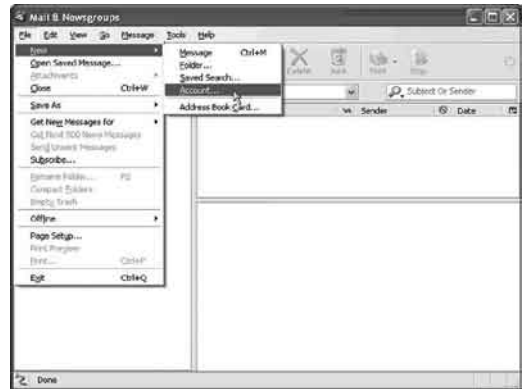 Mail & Newsgroups
File Edit View Go Message Tools Help
New
Open Saved Message...
Attachments
Close Ctrl+W
Save As
Get New Messages for
Get Next 500 News Messages
Send Unsent Messages
Subscribe...
Rename Folder... F2
Compact Folders
Empty Trash
Offline
Page Setup...
Print Preview
Print... Ctrl+P
Exit Ctrl+Q
Message Ctrl+M
Folder...
Saved Search...
Account...
Address Book Card...
Delete Junk Print Stop
Subject Or Sender
Sender Date
Done